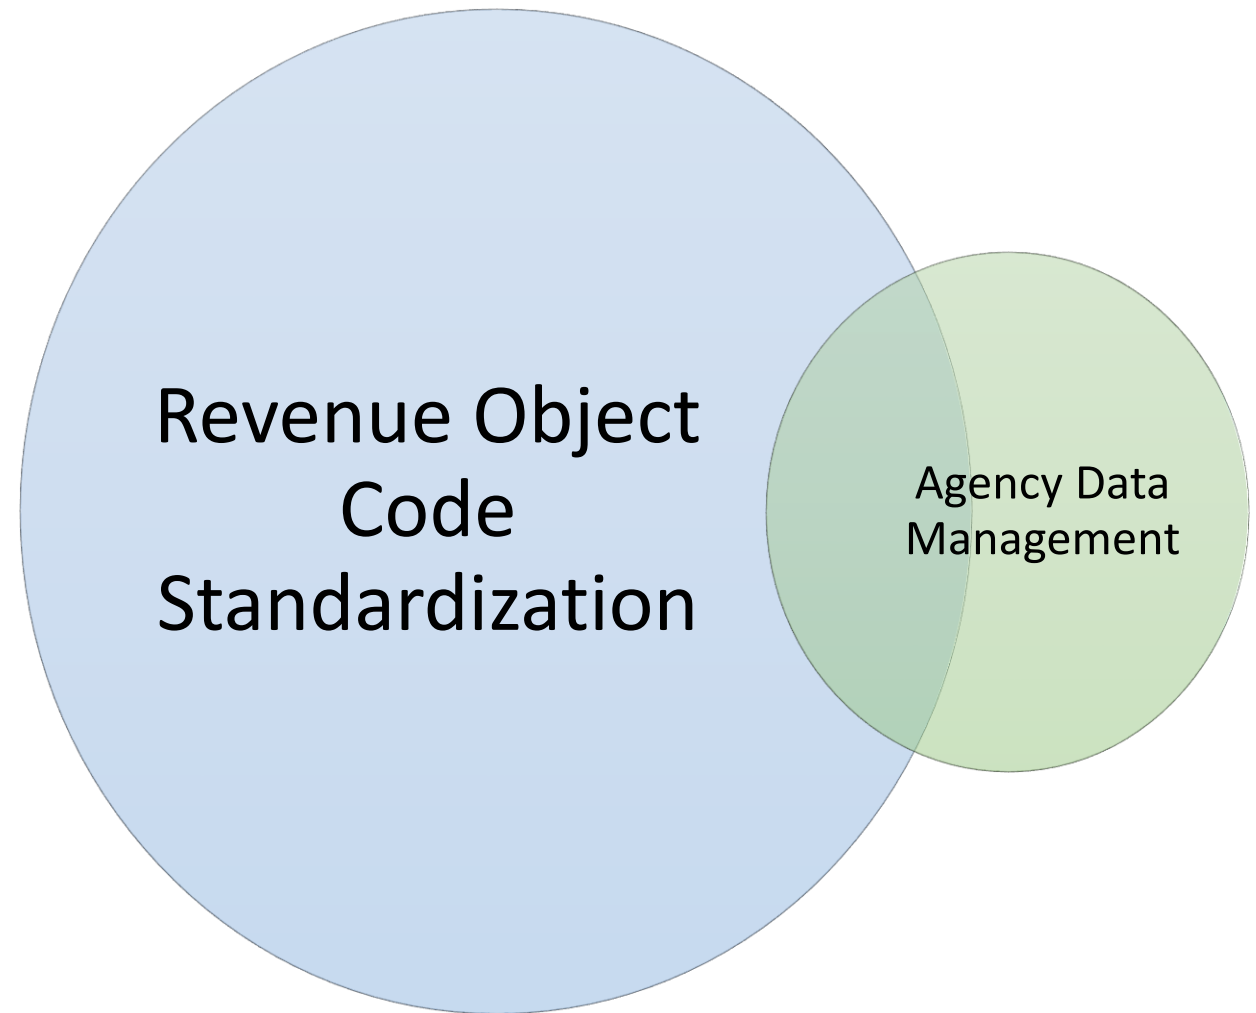 Revenue Object
Code
Standardization
Agency Data
Management